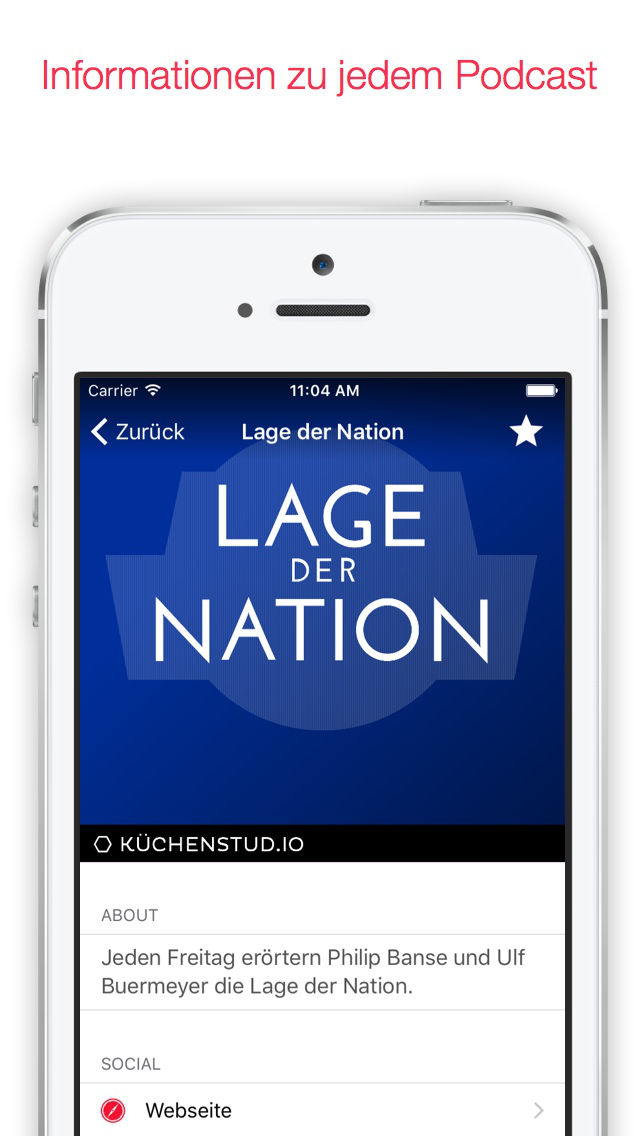 Informationen zu jedem Podcast
Carrier 11:04 AM
Zurück Lage der Nation
LAGE
DER
NATION
KÜCHENSTUD.IO
ABOUT
Jeden Freitag erörtern Philip Banse und Ulf
Buermeyer die Lage der Nation.
SOCIAL
Webseite